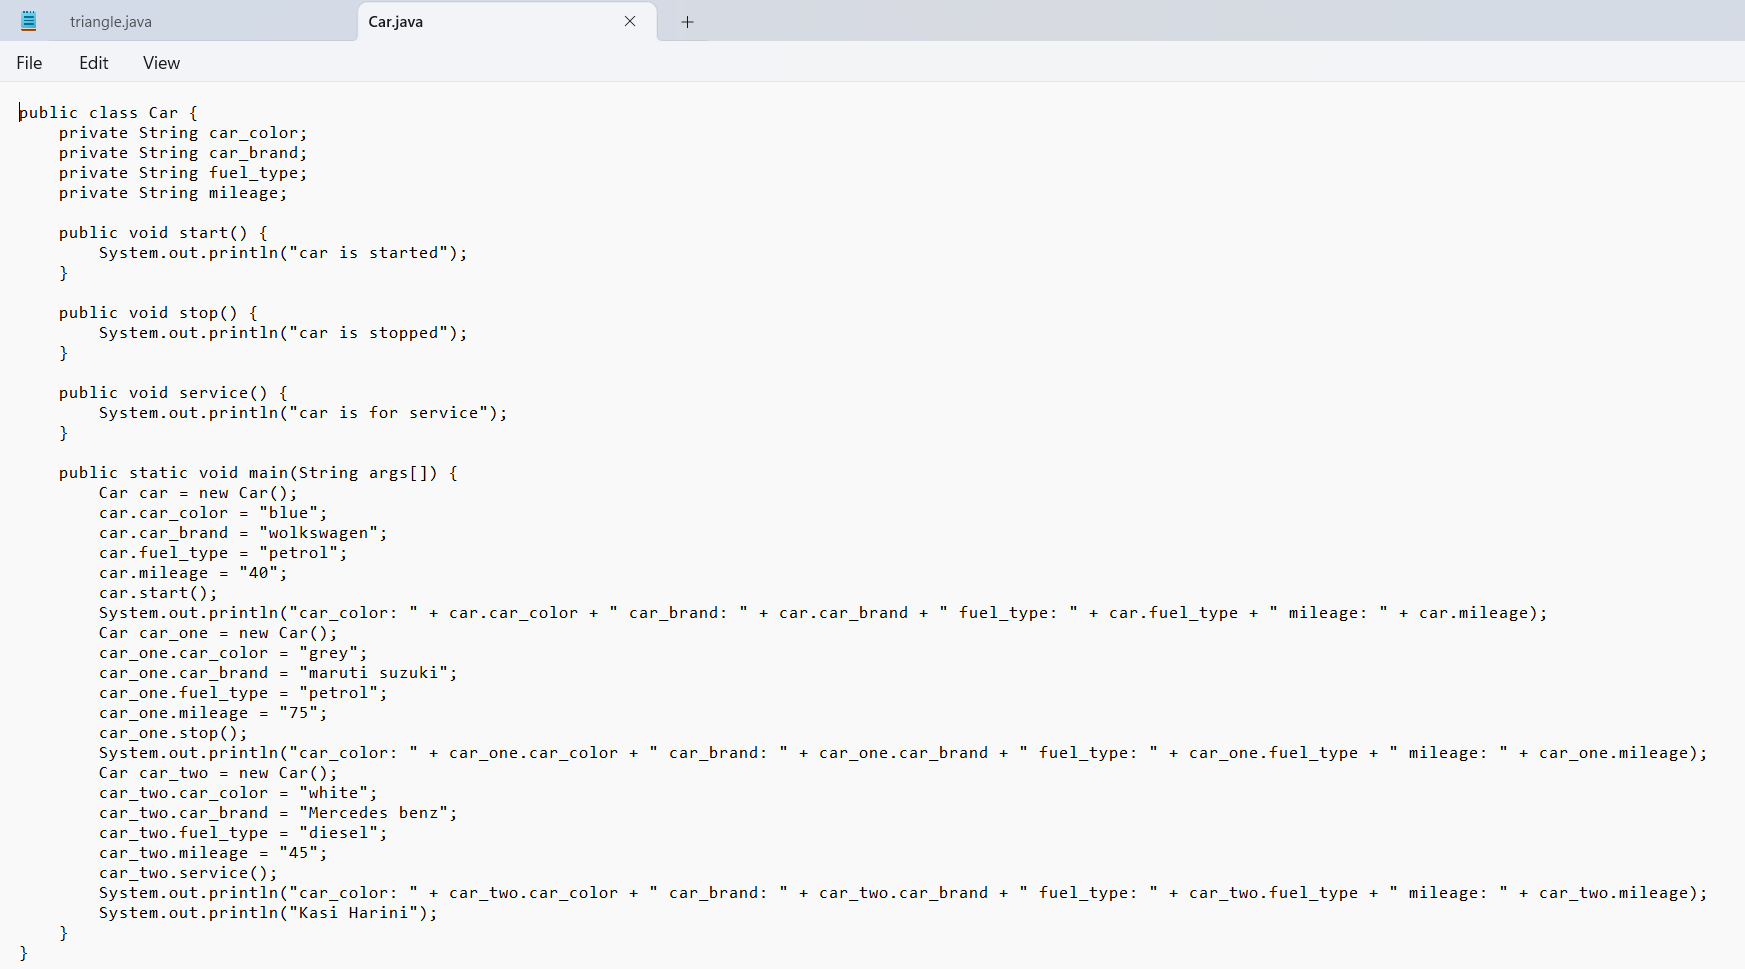 triangle.java
Car.java
File Edit View
public class Car {
    private String car_color;
    private String car_brand;
    private String fuel_type;
    private String mileage;

    public void start() {
        System.out.println("car is started");
    }

    public void stop() {
        System.out.println("car is stopped");
    }

    public void service() {
        System.out.println("car is for service");
    }

    public static void main(String args[]) {
        Car car = new Car();
        car.car_color = "blue";
        car.car_brand = "wolkswagen";
        car.fuel_type = "petrol";
        car.mileage = "40";
        car.start();
        System.out.println("car_color: " + car.car_color + " car_brand: " + car.car_brand + " fuel_type: " + car.fuel_type + " mileage: " + car.mileage);
        Car car_one = new Car();
        car_one.car_color = "grey";
        car_one.car_brand = "maruti suzuki";
        car_one.fuel_type = "petrol";
        car_one.mileage = "75";
        car_one.stop();
        System.out.println("car_color: " + car_one.car_color + " car_brand: " + car_one.car_brand + " fuel_type: " + car_one.fuel_type + " mileage: " + car_one.mileage);
        Car car_two = new Car();
        car_two.car_color = "white";
        car_two.car_brand = "Mercedes benz";
        car_two.fuel_type = "diesel";
        car_two.mileage = "45";
        car_two.service();
        System.out.println("car_color: " + car_two.car_color + " car_brand: " + car_two.car_brand + " fuel_type: " + car_two.fuel_type + " mileage: " + car_two.mileage);
        System.out.println("Kasi Harini");
    }
}